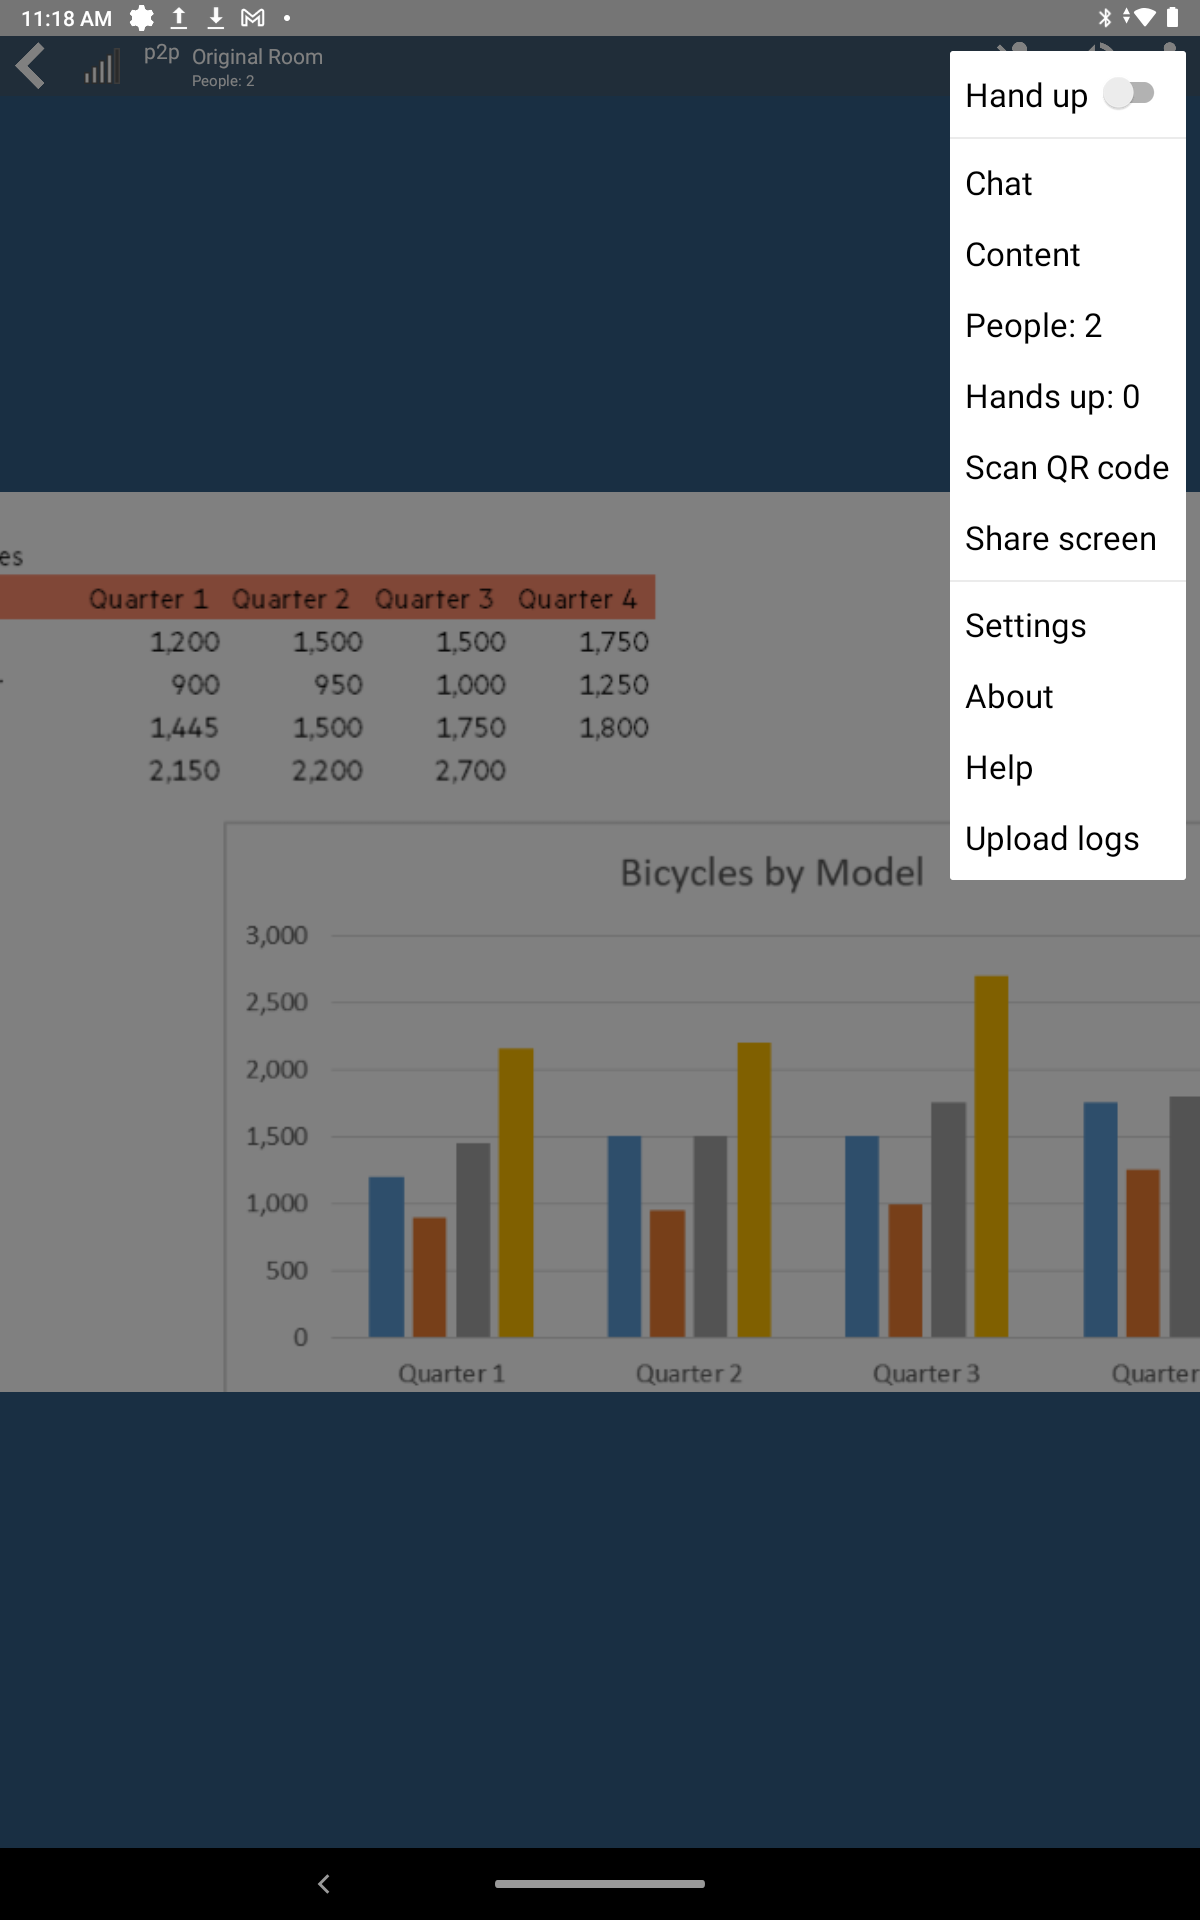 11:18 AM
p2p Original Room
People: 2
Hand up
Chat
Content
People: 2
Hands up: 0
Scan QR code
Share screen
Settings
About
Help
Upload logs
es
Quarter 1 Quarter 2 Quarter 3 Quarter 4
1,200 1,500 1,500 1,750
900 950 1,000 1,250
1,445 1,500 1,750 1,800
2,150 2,200 2,700
Bicycles by Model
3,000
2,500
2,000
1,500
1,000
500
0
Quarter 1 Quarter 2 Quarter 3 Quarter